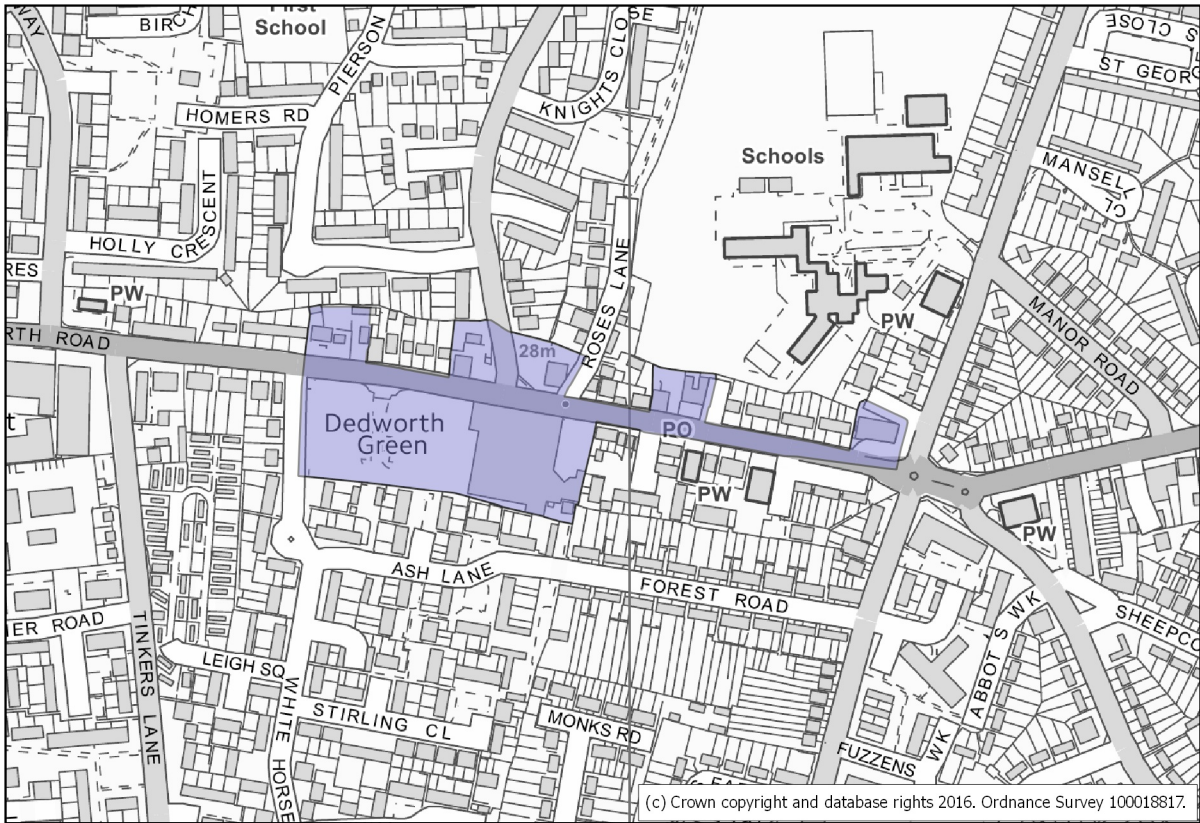 WAY
BIRCH
First
School
PIERSON
KNIGHTS CLOSE
CLOSE
ST GEORG
HOMERS RD
Schools
MANSELL
CL
HOLLY CRESCENT
RES
PW
ROSES LANE
PW
MANOR ROAD
RTH ROAD
28m
Dedworth
Green
PO
t
PW
PW
ASH LANE
FOREST ROAD
IER ROAD
TINKERS LANE
LEIGH SQ
WHITE HORSE
STIRLING CL
MONKS RD
ABBOT S WK
SHEEPCO
FUZZENS
WK
(c) Crown copyright and database rights 2016. Ordnance Survey 100018817.